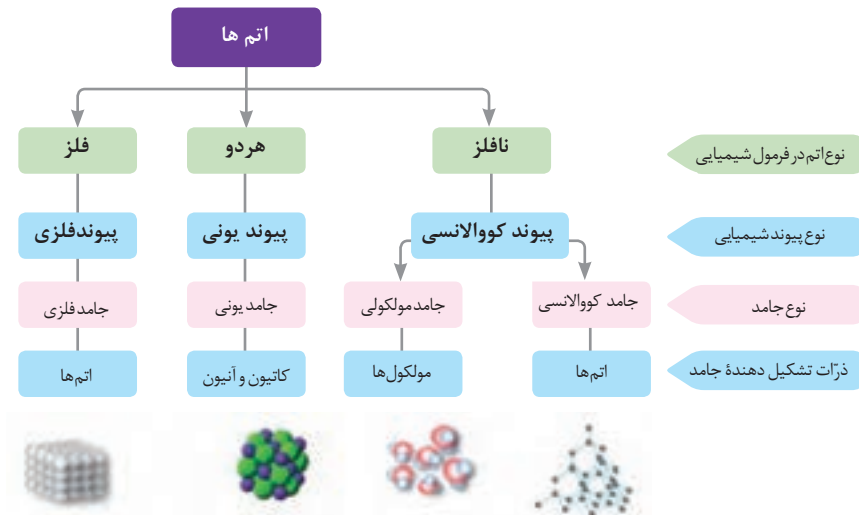 اتم ها
نوع اتم در فرمول شیمیایی
نافلز
هردو
فلز
نوع پیوند شیمیایی
پیوند کووالانسی
پیوند یونی
پیوند فلزی
نوع جامد
جامد کووالانسی
جامد مولکولی
جامد یونی
جامد فلزی
ذرّات تشکیل دهندهٔ جامد
اتم‌ها
مولکول‌ها
کاتیون و آنیون
اتم‌ها